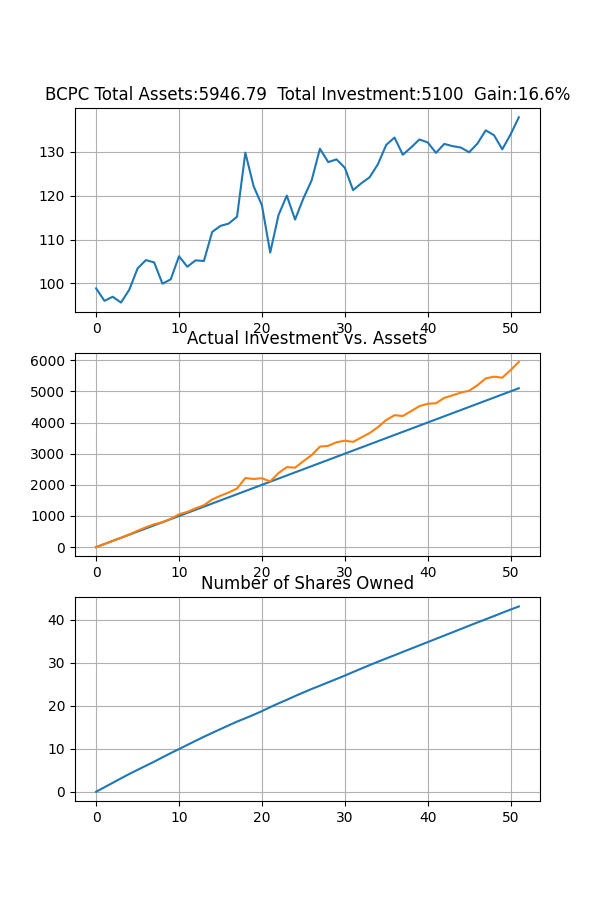 BCPC Total Assets:5946.79  Total Investment:5100  Gain:16.6%
130
120
110
100
0 10 20 30 40 50
Actual Investment vs. Assets
6000
5000
4000
3000
2000
1000
0
0 10 20 30 40 50
Number of Shares Owned
40
30
20
10
0
0 10 20 30 40 50